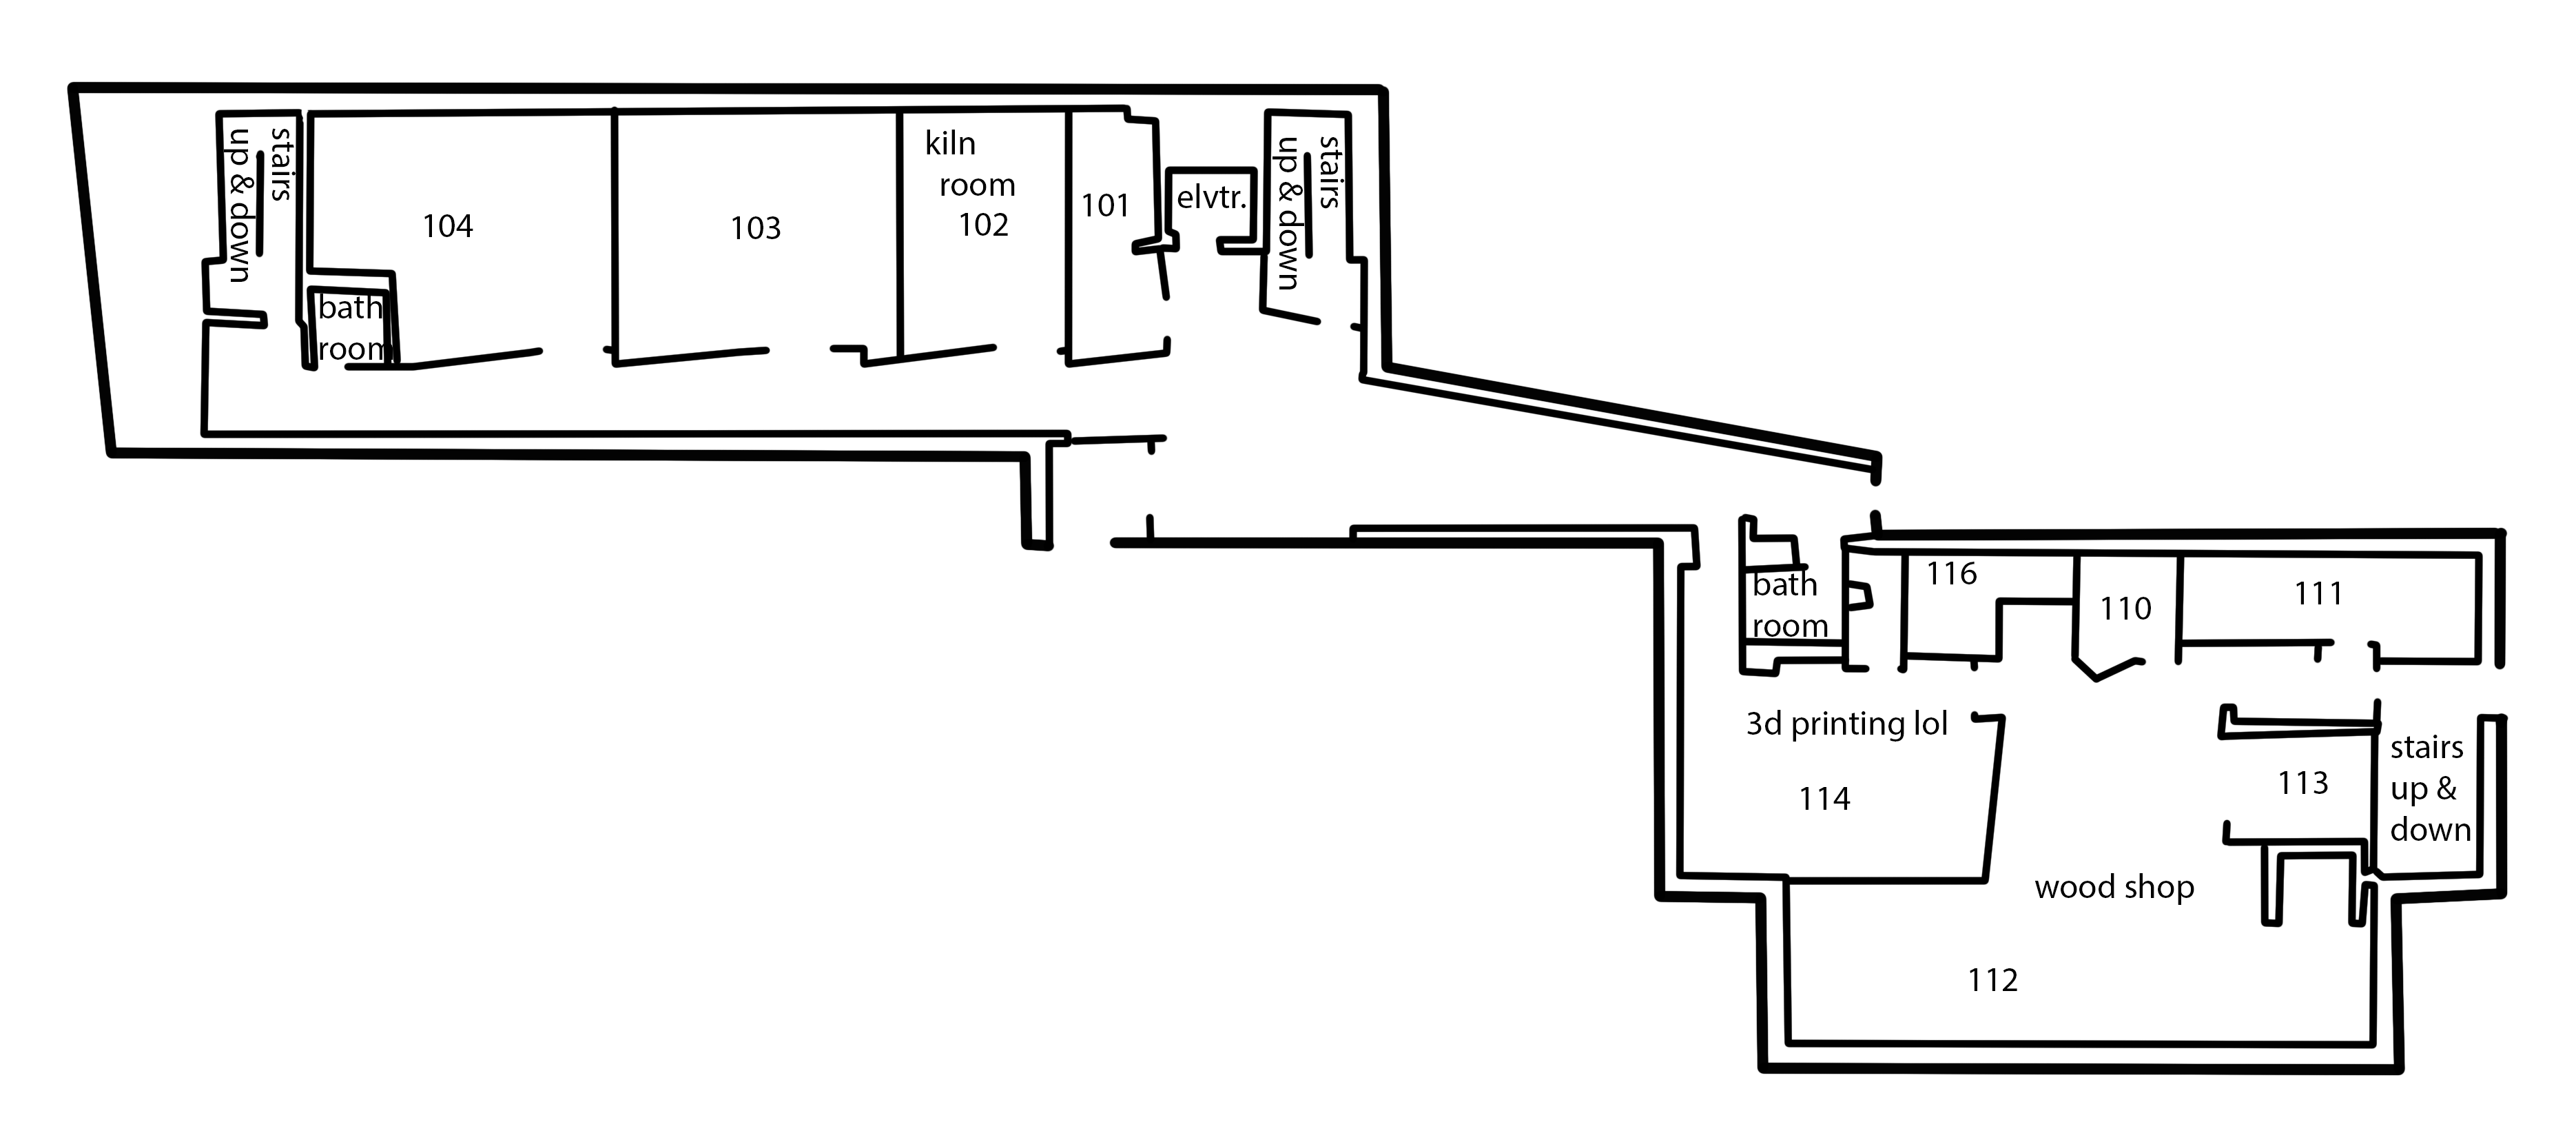 stairs
up & down
104
bath
room
103
kiln
room
102
101
elvtr.
stairs
up & down
bath
room
116
110
111
3d printing lol
114
113
stairs
up &
down
wood shop
112